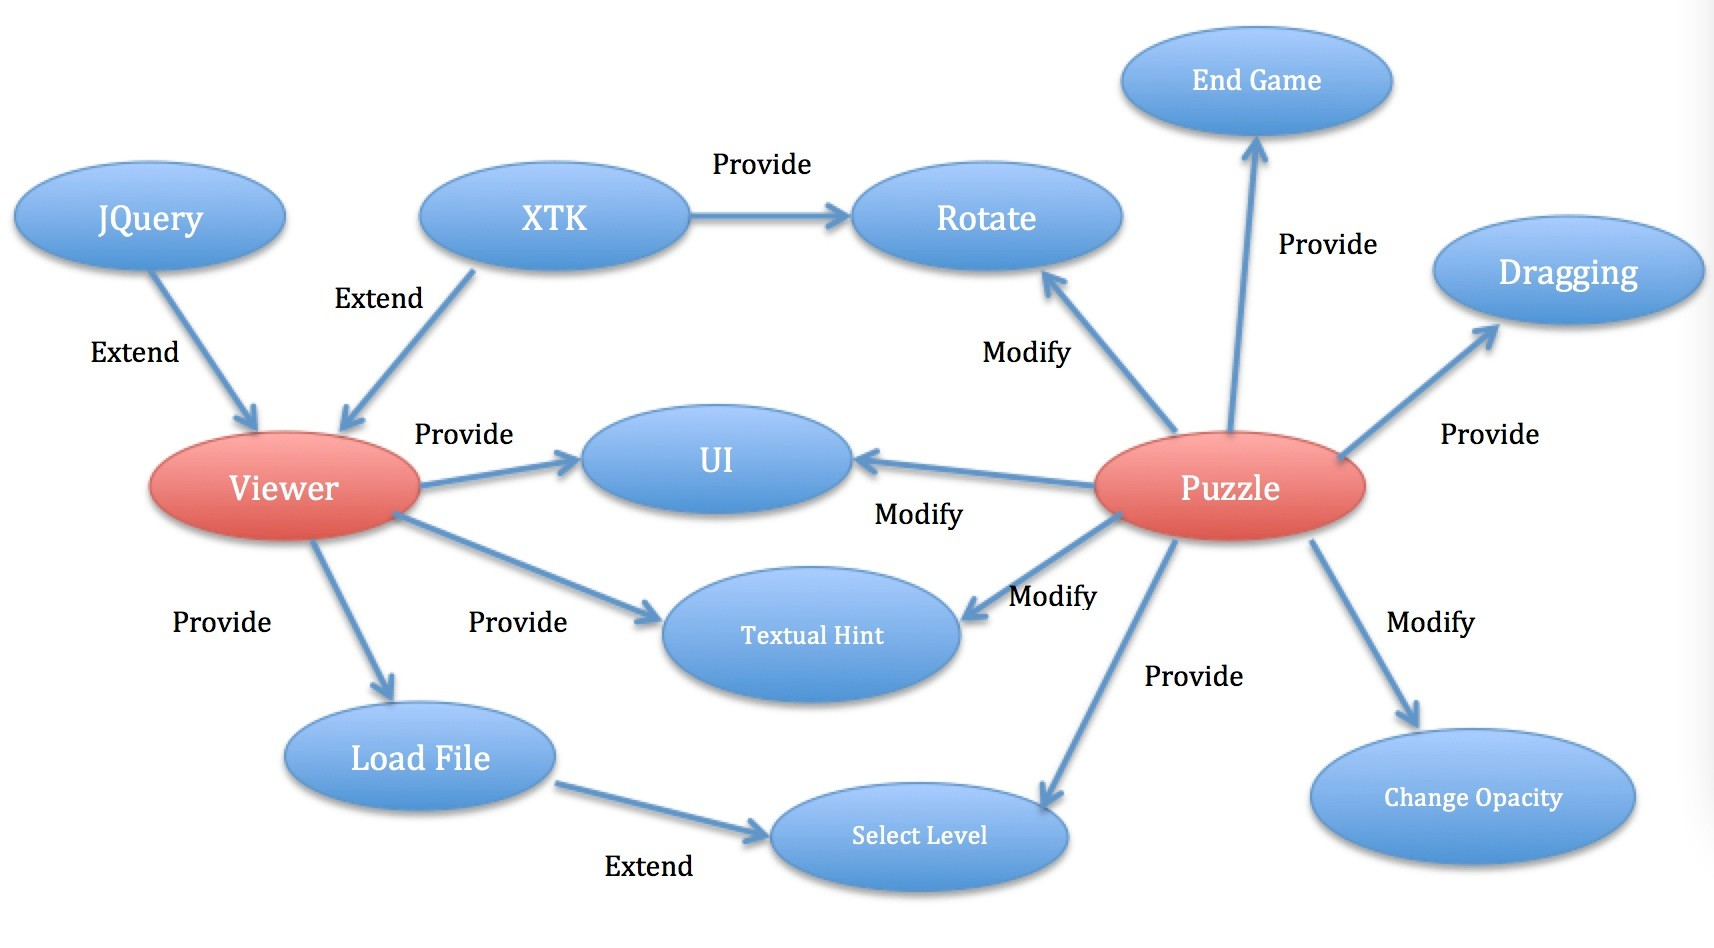 End Game
Provide
JQuery
XTK
Rotate
Provide
Dragging
Extend
Extend
Modify
Provide
Provide
UI
Viewer
Puzzle
Modify
Modify
Provide
Provide
Textual Hint
Modify
Provide
Load File
Change Opacity
Select Level
Extend